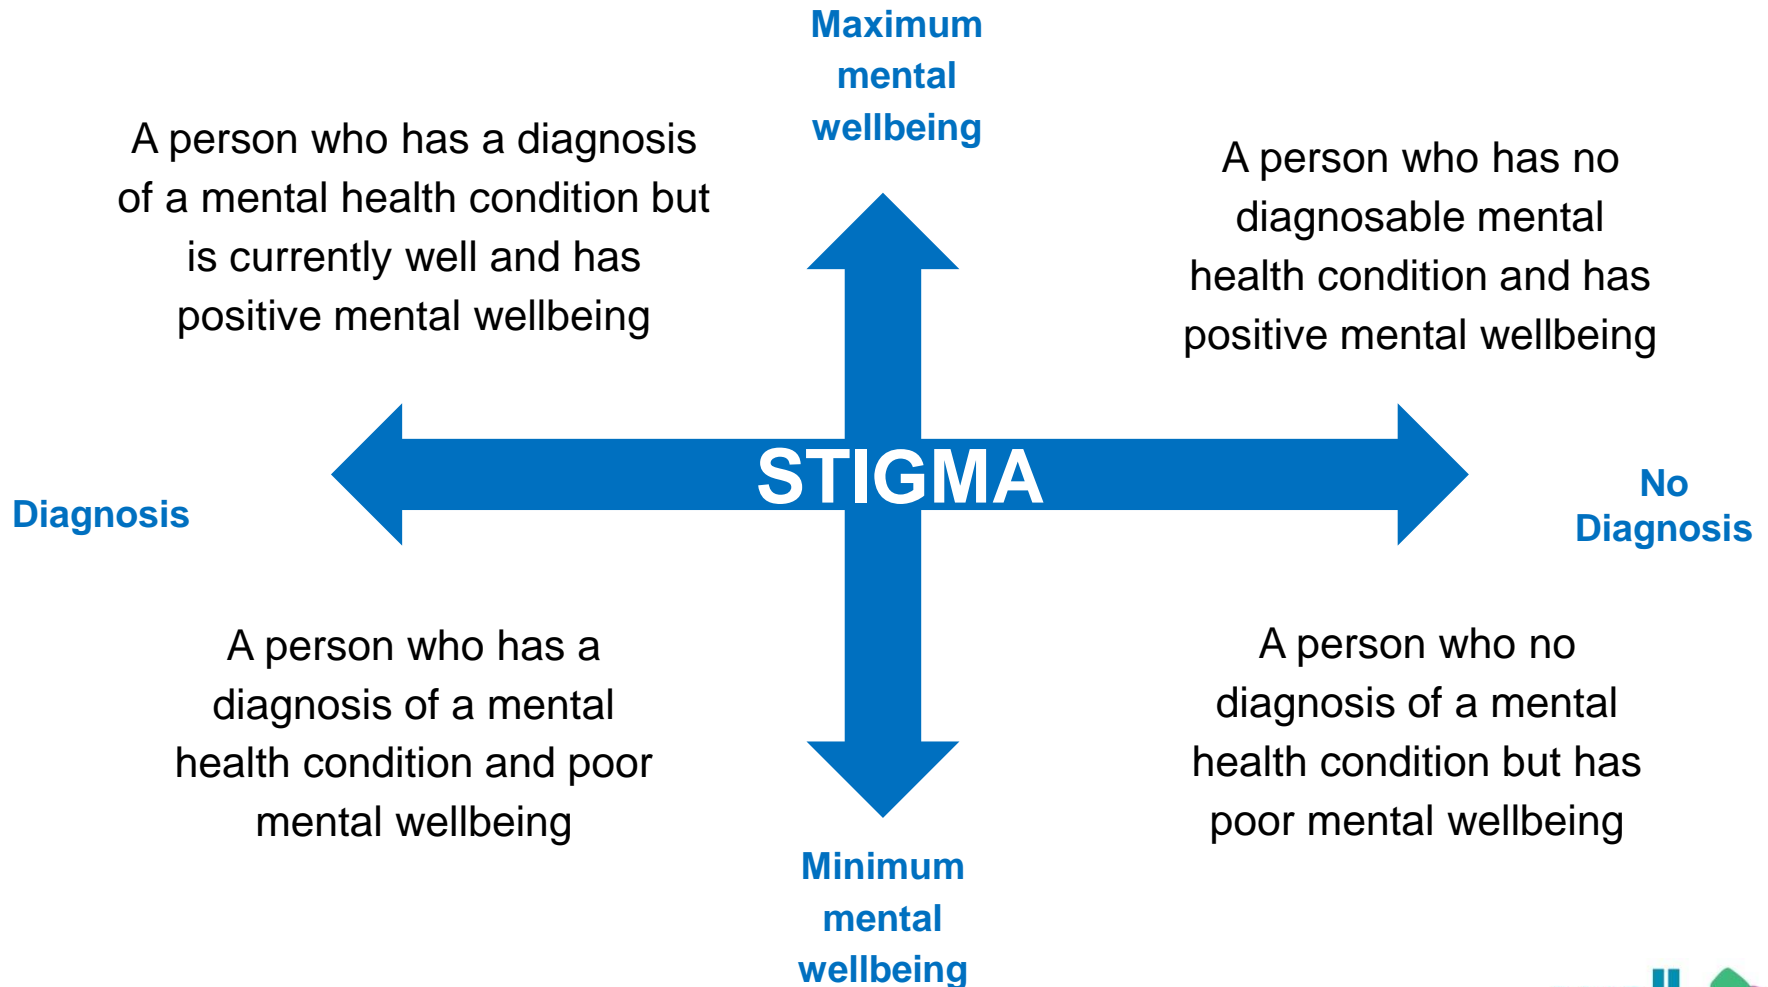 Maximum
mental
wellbeing
A person who has a diagnosis
of a mental health condition but
is currently well and has
positive mental wellbeing
A person who has no
diagnosable mental
health condition and has
positive mental wellbeing
Diagnosis
STIGMA
No
Diagnosis
A person who has a
diagnosis of a mental
health condition and poor
mental wellbeing
A person who no
diagnosis of a mental
health condition but has
poor mental wellbeing
Minimum
mental
wellbeing